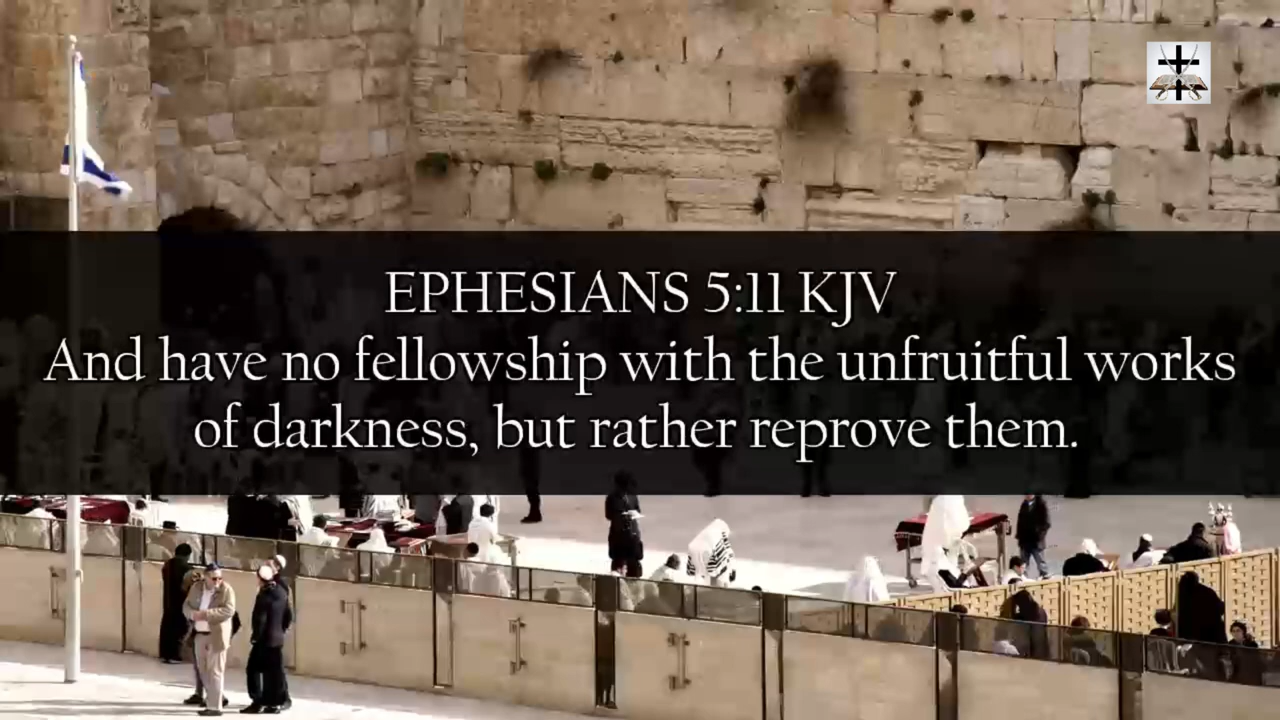 EPHESIANS 5:11 KJV
And have no fellowship with the unfruitful works
of darkness, but rather reprove them.